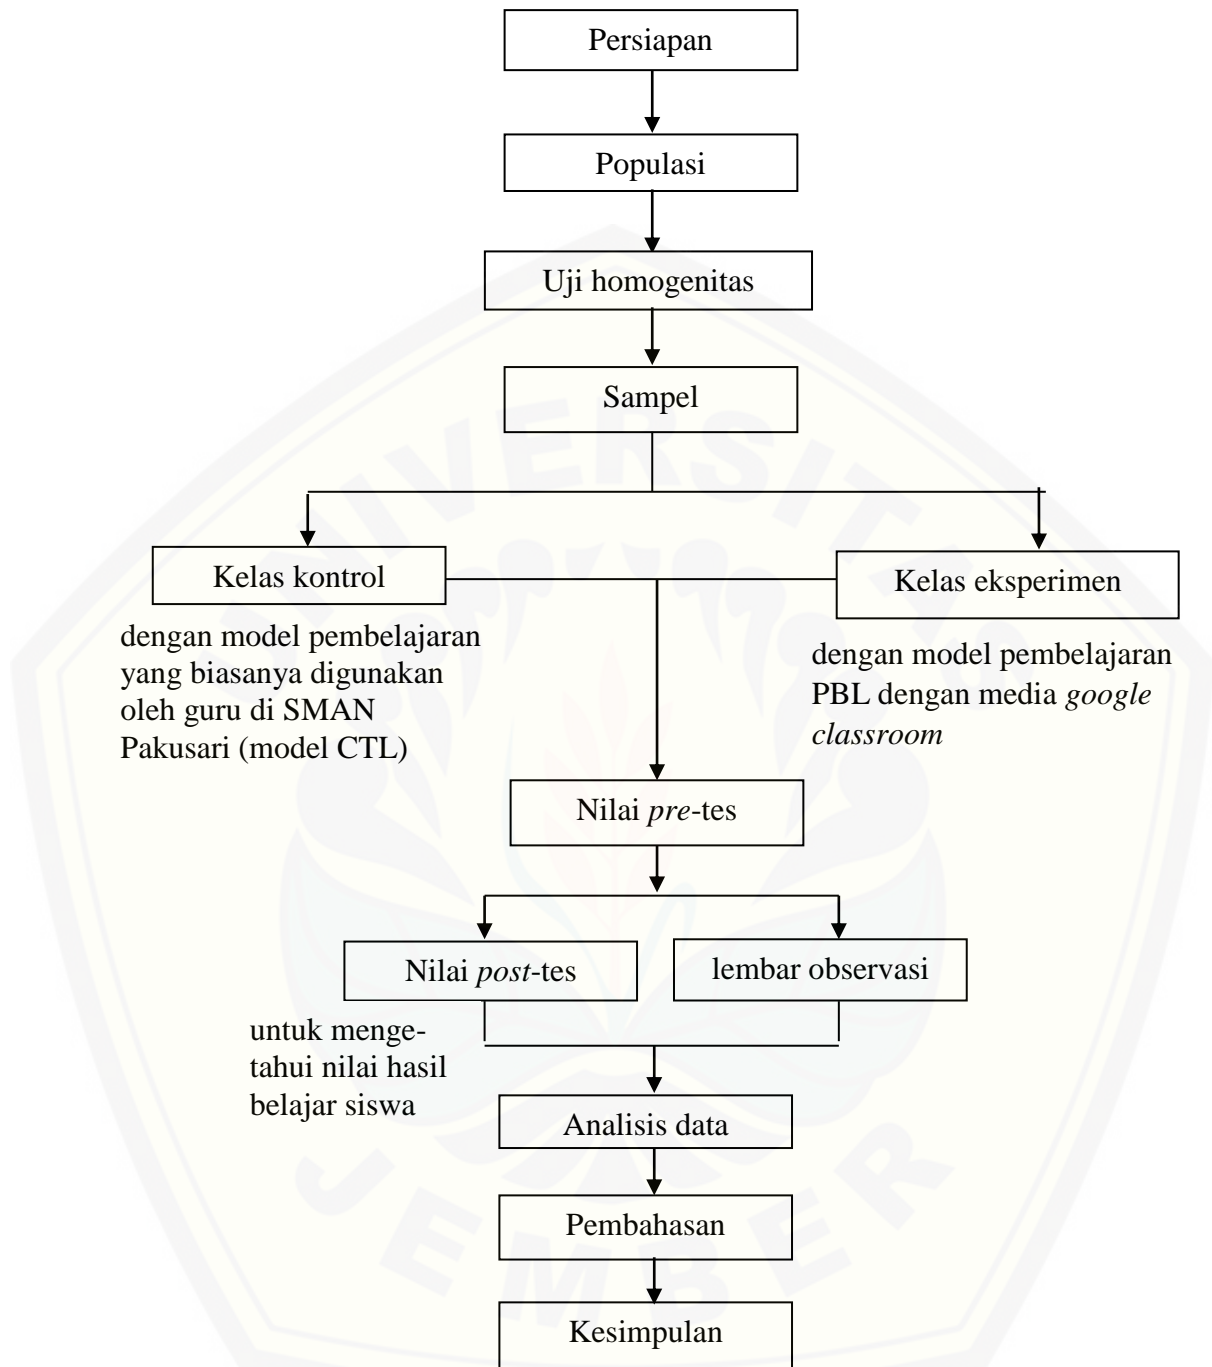 Persiapan
Populasi
Uji homogenitas
Sampel
Kelas kontrol
Kelas eksperimen
dengan model pembelajaran
yang biasanya digunakan
oleh guru di SMAN
Pakusari (model CTL)
dengan model pembelajaran
PBL dengan media google
classroom
Nilai pre-tes
Nilai post-tes
lembar observasi
untuk menge-
tahui nilai hasil
belajar siswa
Analisis data
Pembahasan
Kesimpulan
UNIVERSITAS
JEMBER